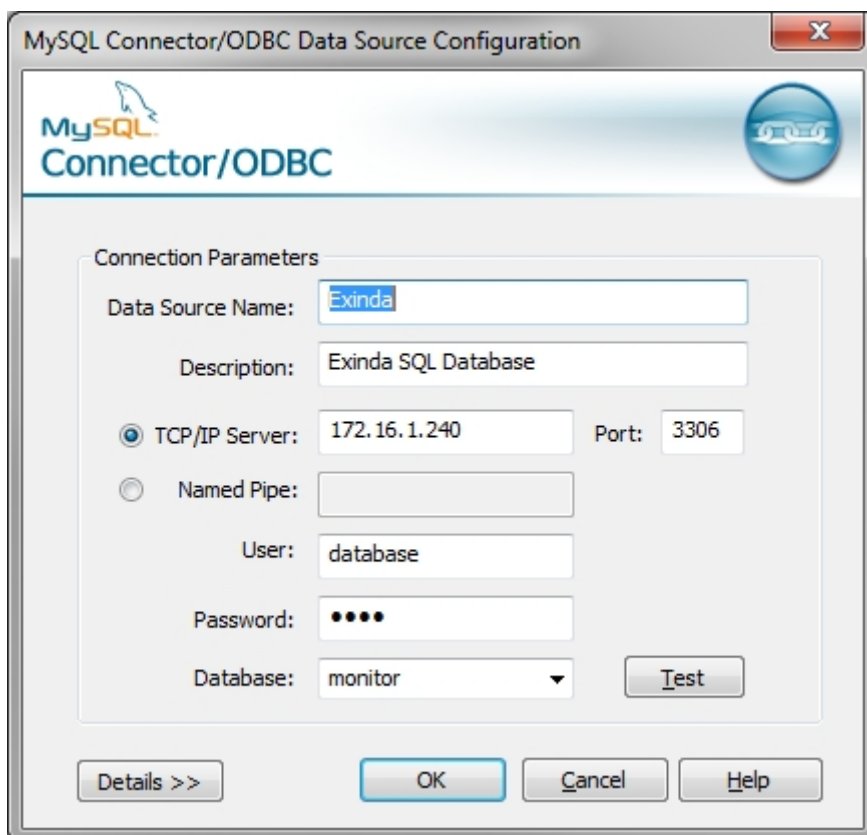 MySQL Connector/ODBC Data Source Configuration
MySQL
Connector/ODBC
Connection Parameters
Data Source Name: Exinda
Description: Exinda SQL Database
TCP/IP Server: 172.16.1.240 Port: 3306
Named Pipe:
User: database
Password: ••••
Database: monitor Test
Details >> OK Cancel Help